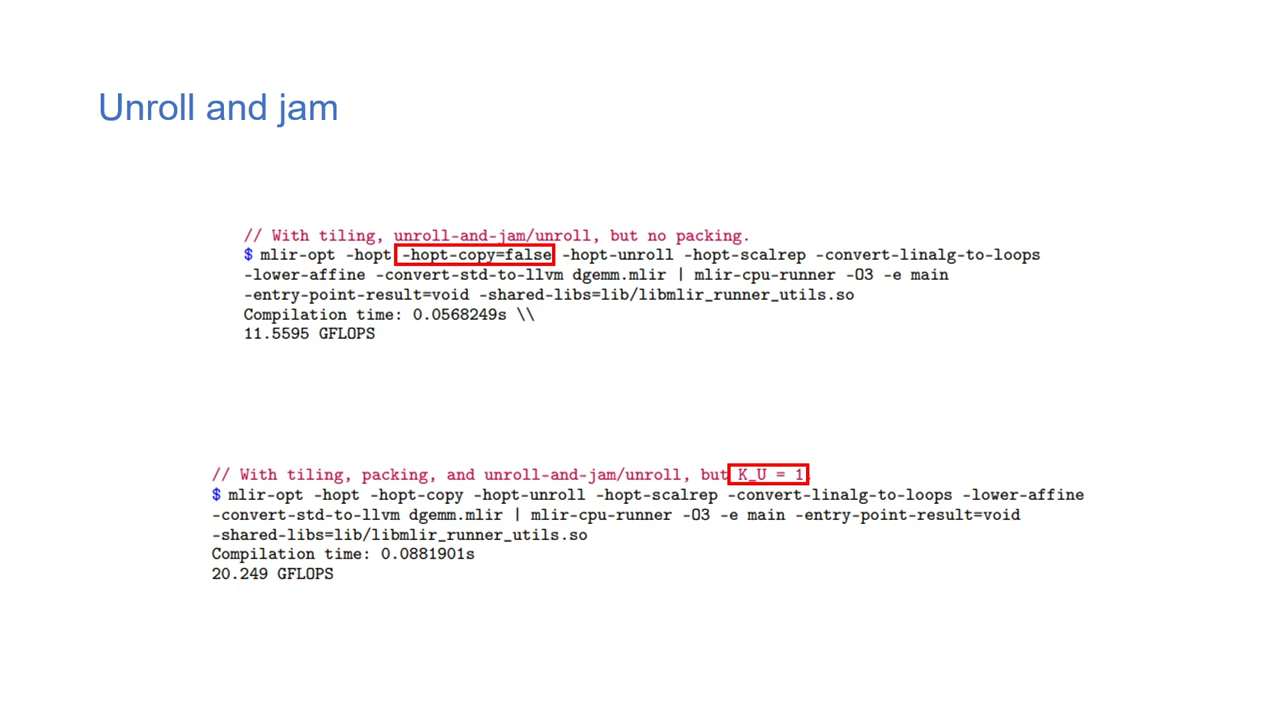 Unroll and jam
// With tiling, unroll-and-jam/unroll, but no packing.
$ mlir-opt -hopt -hopt-copy=false -hopt-unroll -hopt-scalrep -convert-linalg-to-loops
-lower-affine -convert-std-to-llvm dgemm.mlir | mlir-cpu-runner -O3 -e main
-entry-point-result=void -shared-libs=lib/libmlir_runner_utils.so
Compilation time: 0.0568249s \\
11.5595 GFLOPS
// With tiling, packing, and unroll-and-jam/unroll, but K_U = 1.
$ mlir-opt -hopt -hopt-copy -hopt-unroll -hopt-scalrep -convert-linalg-to-loops -lower-affine
-convert-std-to-llvm dgemm.mlir | mlir-cpu-runner -O3 -e main -entry-point-result=void
-shared-libs=lib/libmlir_runner_utils.so
Compilation time: 0.0881901s
20.249 GFLOPS